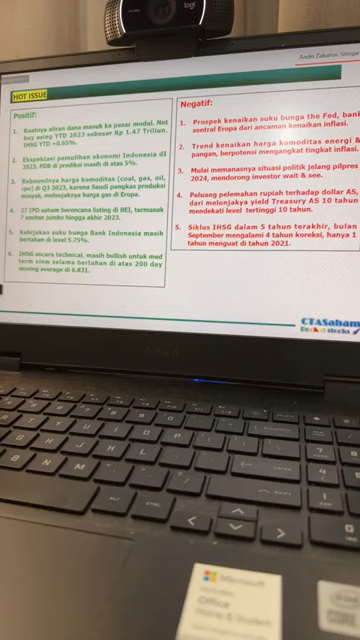 logi
Andri Zakarias Siregar
HOT ISSUE
Positif:
1. Kuatnya aliran dana masuk ke pasar modal. Net
buy asing YTD 2023 sebesar Rp 1.47 Triliun.
IHSG YTD +0.65%.
2. Ekspektasi pemulihan ekonomi Indonesia di
2023, PDB di prediksi masih di atas 5%.
3. Reboundnya harga komoditas (coal, gas, oil,
cpo) di Q3 2023, karena Saudi pangkas produksi
minyak, melonjaknya harga gas di Eropa.
4. 27 IPO saham berencana listing di BEI, termasuk
7 emiten jumbo hingga akhir 2023.
5. Kebijakan suku bunga Bank Indonesia masih
bertahan di level 5.75%.
6. IHSG secara technical, masih bullish untuk med
term view selama bertahan di atas 200 day
moving average di 6.831.
Negatif:
1. Prospek kenaikan suku bunga the Fed, bank
sentral Eropa dari ancaman kenaikan inflasi.
2. Trend kenaikan harga komoditas energi &
pangan, berpotensi mengangkat tingkat inflasi.
3. Mulai memanasnya situasi politik jelang pilpres
2024, mendorong investor wait & see.
4. Peluang pelemahan rupiah terhadap dollar AS,
dari melonjaknya yield Treasury AS 10 tahun
mendekati level tertinggi 10 tahun.
5. Siklus IHSG dalam 5 tahun terakhir, bulan
September mengalami 4 tahun koreksi, hanya 1
tahun menguat di tahun 2021.
CTASaham
Pocket stocks
Microsoft
Office
Home & Student
intel
CORE